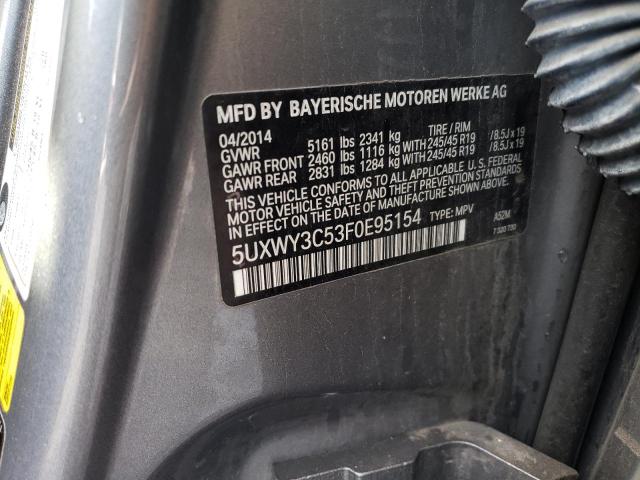 MFD BY BAYERISCHE MOTOREN WERKE AG
04/2014 TIRE / RIM
GVWR 5161 lbs 2341 kg
GAWR FRONT 2460 lbs 1116 kg WITH 245/45 R19 / 8.5J x 19
GAWR REAR 2831 lbs 1284 kg WITH 245/45 R19 / 8.5J x 19
THIS VEHICLE CONFORMS TO ALL APPLICABLE U.S. FEDERAL
MOTOR VEHICLE SAFETY AND THEFT PREVENTION STANDARDS
IN EFFECT ON THE DATE OF MANUFACTURE SHOWN ABOVE.
5UXWY3C53F0E95154 TYPE: MPV A52M
7 320 730